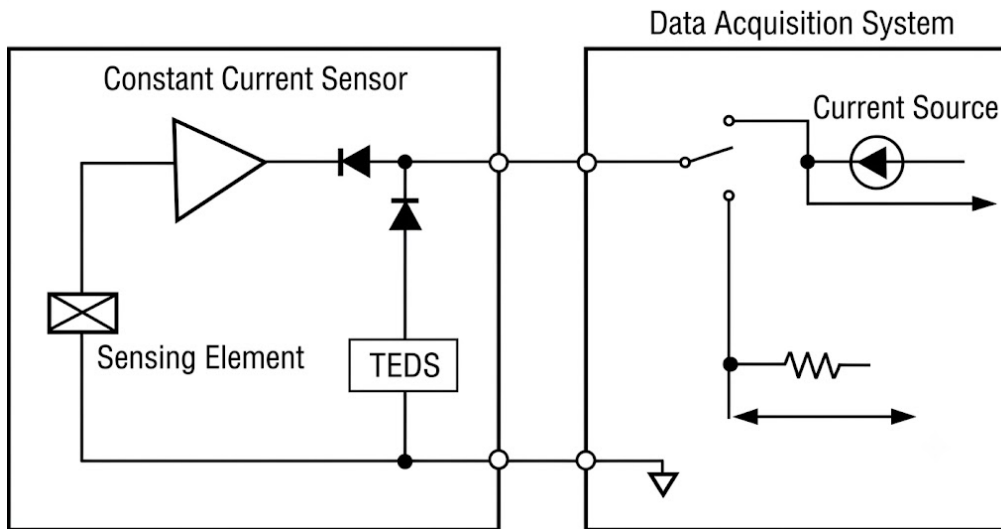 Data Acquisition System
Constant Current Sensor
Current Source
Sensing Element
TEDS